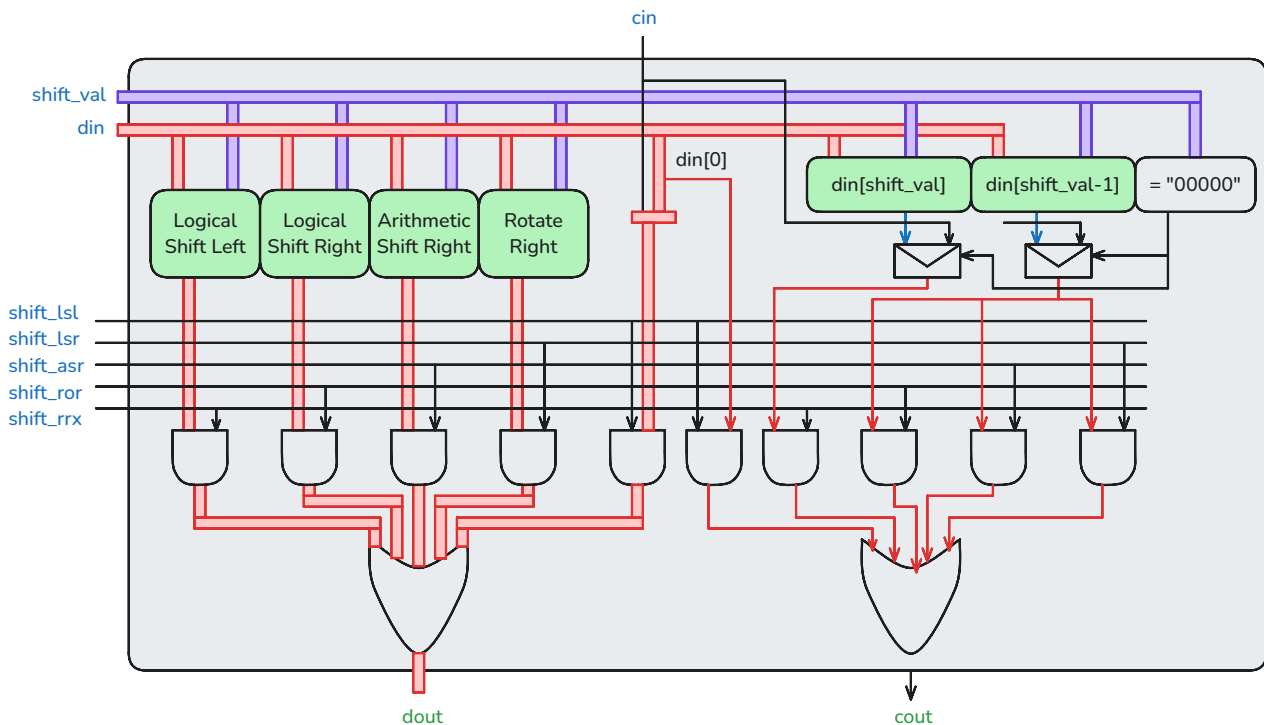 cin
shift_val
din
din[0]
Logical
Shift Left
Logical
Shift Right
Arithmetic
Shift Right
Rotate
Right
din[shift_val]
din[shift_val-1]
= "00000"
shift_lsl
shift_lsr
shift_asr
shift_ror
shift_rrx
dout
cout